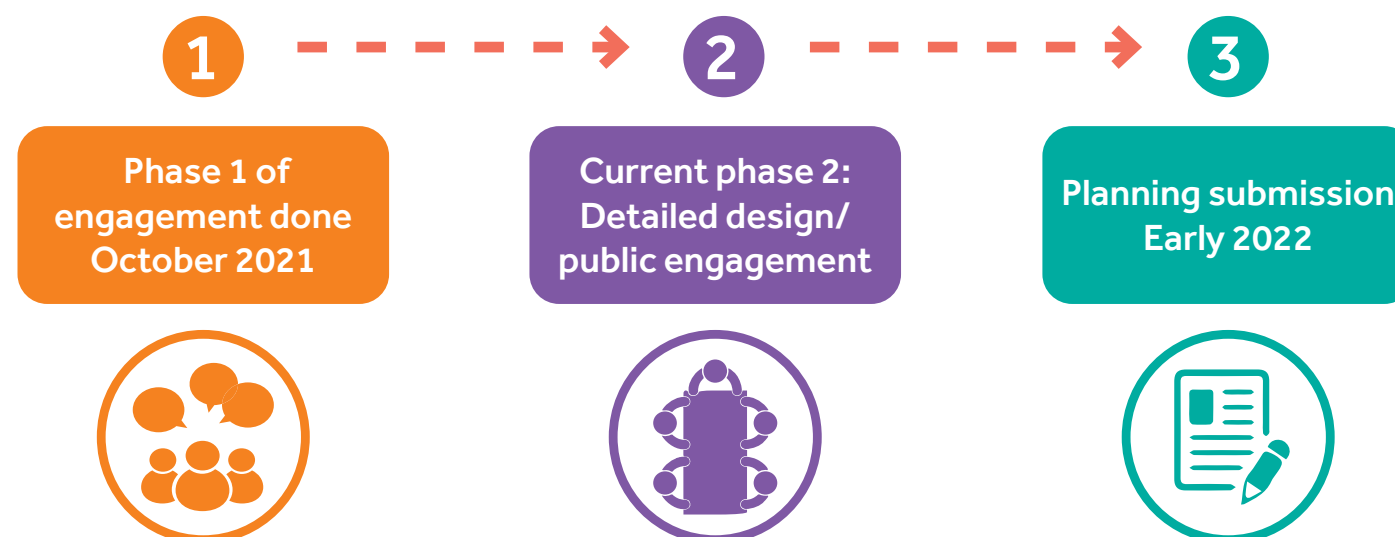 1
2
3
Phase 1 of
engagement done
October 2021
Current phase 2:
Detailed design/
public engagement
Planning submission
Early 2022